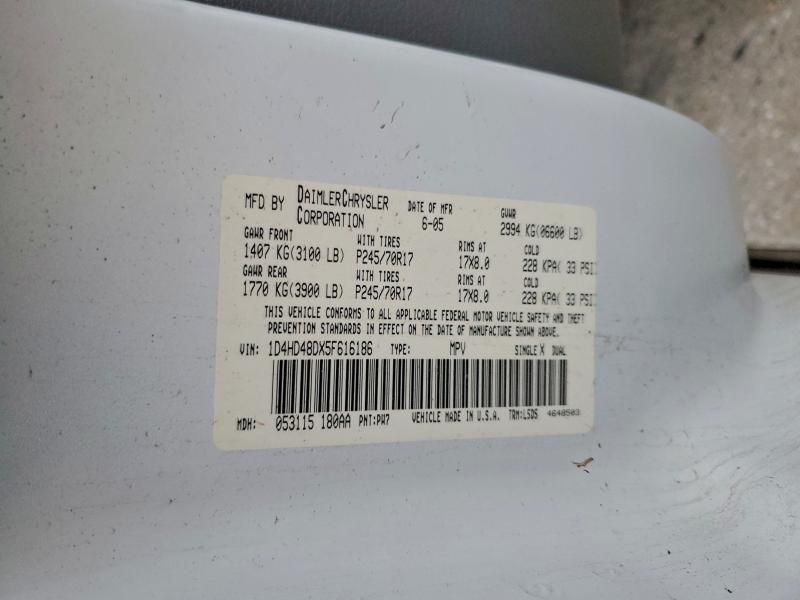 MFD BY DAIMLERCHRYSLER CORPORATION DATE OF MFR 6-05 GVWR 2994 KG(06600 LB)
GAWR FRONT WITH TIRES RIMS AT COLD
1407 KG(3100 LB) P245/70R17 17X8.0 228 KPA( 33 PSI)
GAWR REAR WITH TIRES RIMS AT COLD
1770 KG(3900 LB) P245/70R17 17X8.0 228 KPA( 33 PSI)
THIS VEHICLE CONFORMS TO ALL APPLICABLE FEDERAL MOTOR VEHICLE SAFETY AND THEFT
PREVENTION STANDARDS IN EFFECT ON THE DATE OF MANUFACTURE SHOWN ABOVE.
VIN: 1D4HD48DX5F616186 TYPE: MPV SINGLE X DUAL
MDH: 053115 180AA PNT:PW7 VEHICLE MADE IN U.S.A. TRM:LSD5 4648503